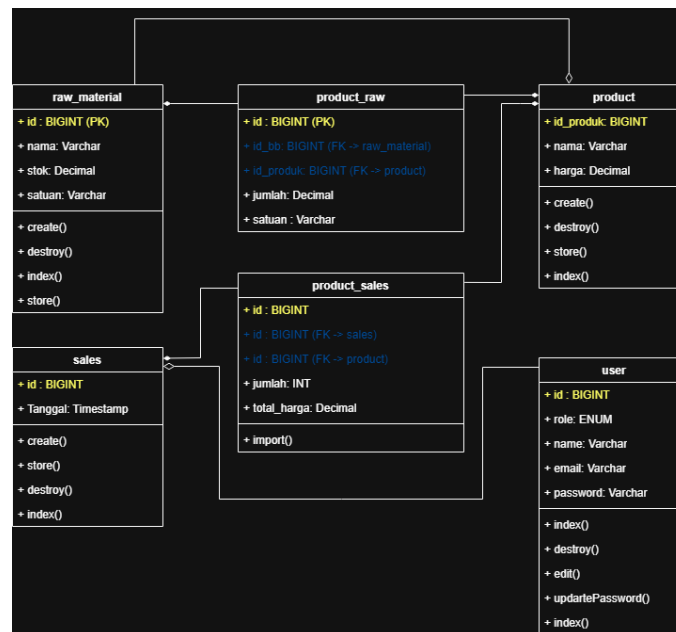 raw_material
+ id : BIGINT (PK)
+ nama: Varchar
+ stok: Decimal
+ satuan: Varchar
+ create()
+ destroy()
+ index()
+ store()
product_raw
+ id : BIGINT (PK)
+ id_bb: BIGINT (FK -> raw_material)
+ id_produk: BIGINT (FK -> product)
+ jumlah: Decimal
+ satuan : Varchar
product
+ id_produk: BIGINT
+ nama: Varchar
+ harga: Decimal
+ create()
+ destroy()
+ store()
+ index()
product_sales
+ id : BIGINT
+ id : BIGINT (FK -> sales)
+ id : BIGINT (FK -> product)
+ jumlah: INT
+ total_harga: Decimal
+ import()
sales
+ id : BIGINT
+ Tanggal: Timestamp
+ create()
+ store()
+ destroy()
+ index()
user
+ id : BIGINT
+ role: ENUM
+ name: Varchar
+ email: Varchar
+ password: Varchar
+ index()
+ destroy()
+ edit()
+ updartePassword()
+ index()